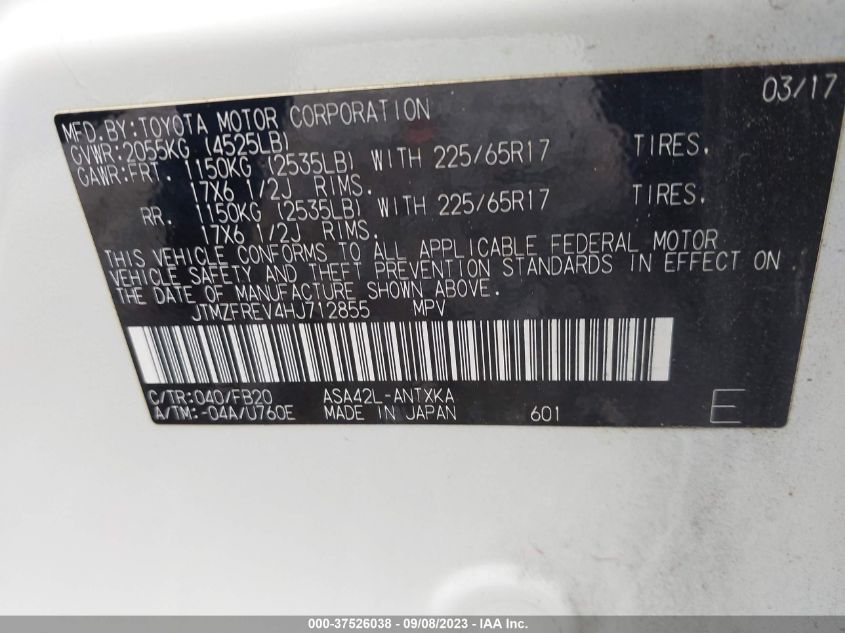 03/17
MFD. BY: TOYOTA MOTOR CORPORATION
GVWR: 2055KG (4525LB)
GAWR: FRT. 1150KG (2535LB) WITH 225/65R17 TIRES.
17X6 1/2J RIMS.
RR. 1150KG (2535LB) WITH 225/65R17 TIRES.
17X6 1/2J RIMS.
THIS VEHICLE CONFORMS TO ALL APPLICABLE FEDERAL MOTOR
VEHICLE SAFETY AND THEFT PREVENTION STANDARDS IN EFFECT ON
THE DATE OF MANUFACTURE SHOWN ABOVE.
JTMZFREV4HJ712855 MPV
C/TR: 040/FB20 ASA42L-ANTXKA
A/TM: -04A/U760E MADE IN JAPAN 601 E
000-37526038 - 09/08/2023 - IAA Inc.